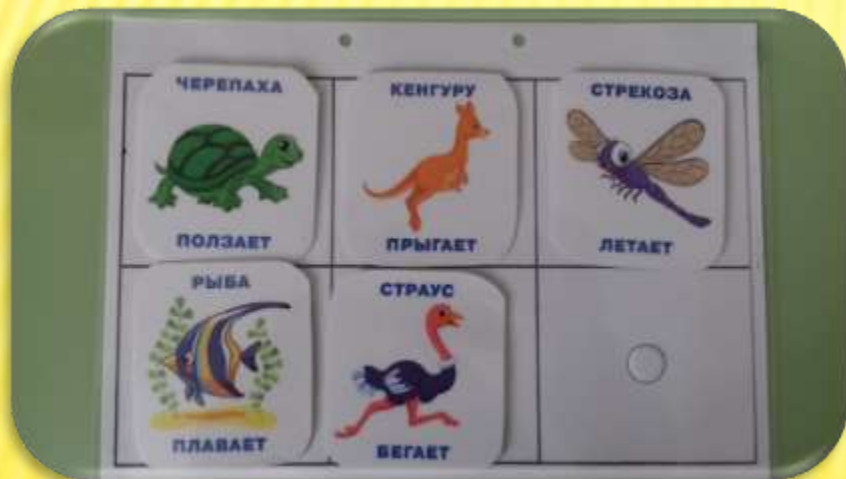 ЧЕРЕПАХА
ПОЛЗАЕТ
КЕНГУРУ
ПРЫГАЕТ
СТРЕКОЗА
ЛЕТАЕТ
РЫБА
ПЛАВАЕТ
СТРАУС
БЕГАЕТ